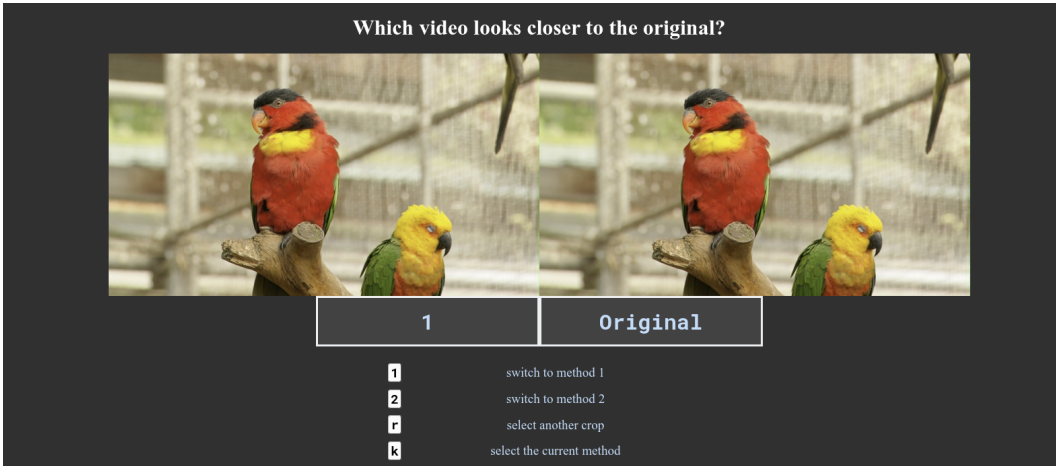 Which video looks closer to the original?
1 Original
1 switch to method 1
2 switch to method 2
r select another crop
k select the current method